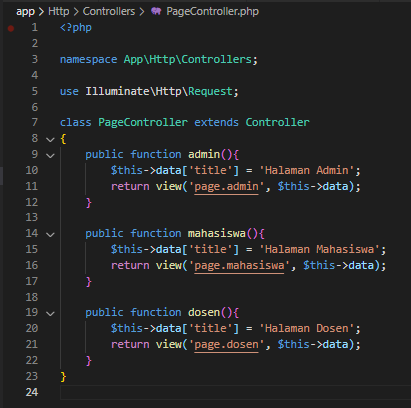 app > Http > Controllers > PageController.php
1 <?php
2
3 namespace App\Http\Controllers;
4
5 use Illuminate\Http\Request;
6
7 class PageController extends Controller
8 {
9 public function admin(){
10 $this->data['title'] = 'Halaman Admin';
11 return view('page.admin', $this->data);
12 }
13
14 public function mahasiswa(){
15 $this->data['title'] = 'Halaman Mahasiswa';
16 return view('page.mahasiswa', $this->data);
17 }
18
19 public function dosen(){
20 $this->data['title'] = 'Halaman Dosen';
21 return view('page.dosen', $this->data);
22 }
23 }
24